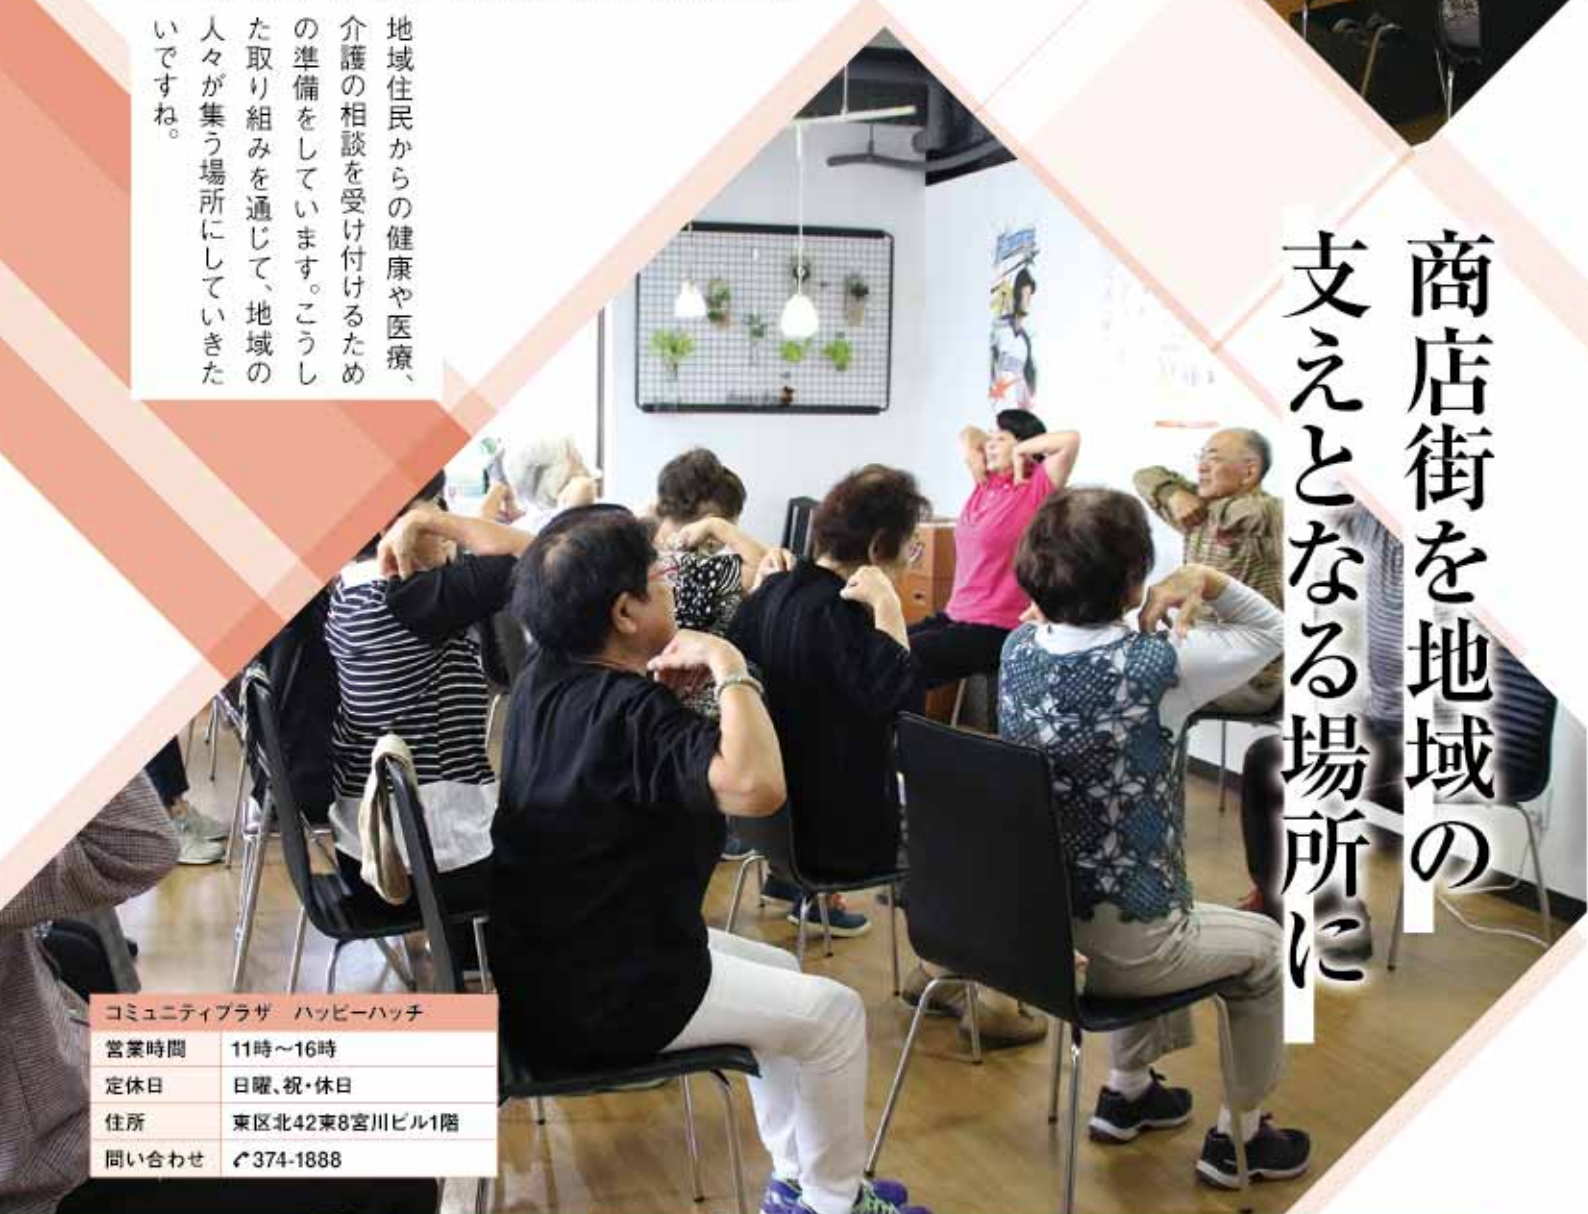 商店街を地域の
支えとなる場所に
地域住民からの健康や医療、
介護の相談を受け付けるため
の準備をしています。こうし
た取り組みを通じて、地域の
人々が集う場所にしていきた
いですね。
コミュニティプラザ　ハッピーハッチ
営業時間　11時〜16時
定休日　日曜、祝・休日
住所　東区北42東8宮川ビル1階
問い合わせ　374-1888